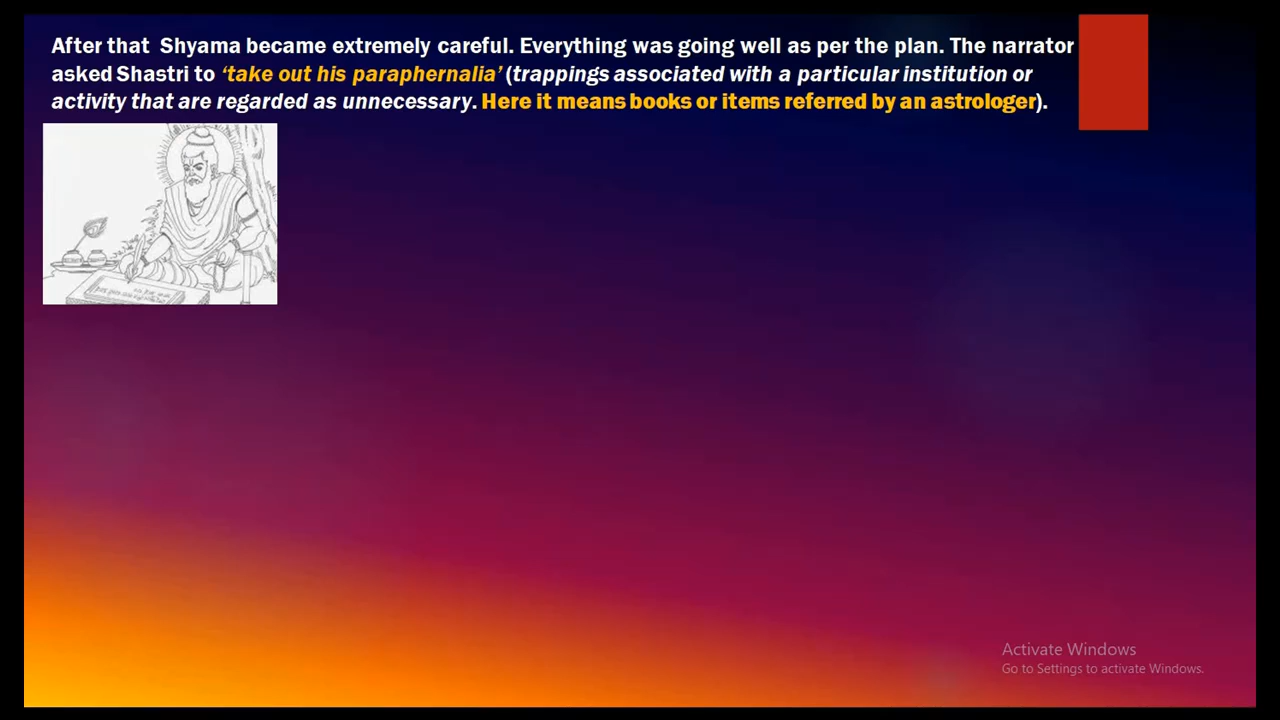 After that Shyama became extremely careful. Everything was going well as per the plan. The narrator
asked Shastri to ‘take out his paraphernalia’ (trappings associated with a particular institution or
activity that are regarded as unnecessary. Here it means books or items referred by an astrologer).
Activate Windows
Go to Settings to activate Windows.